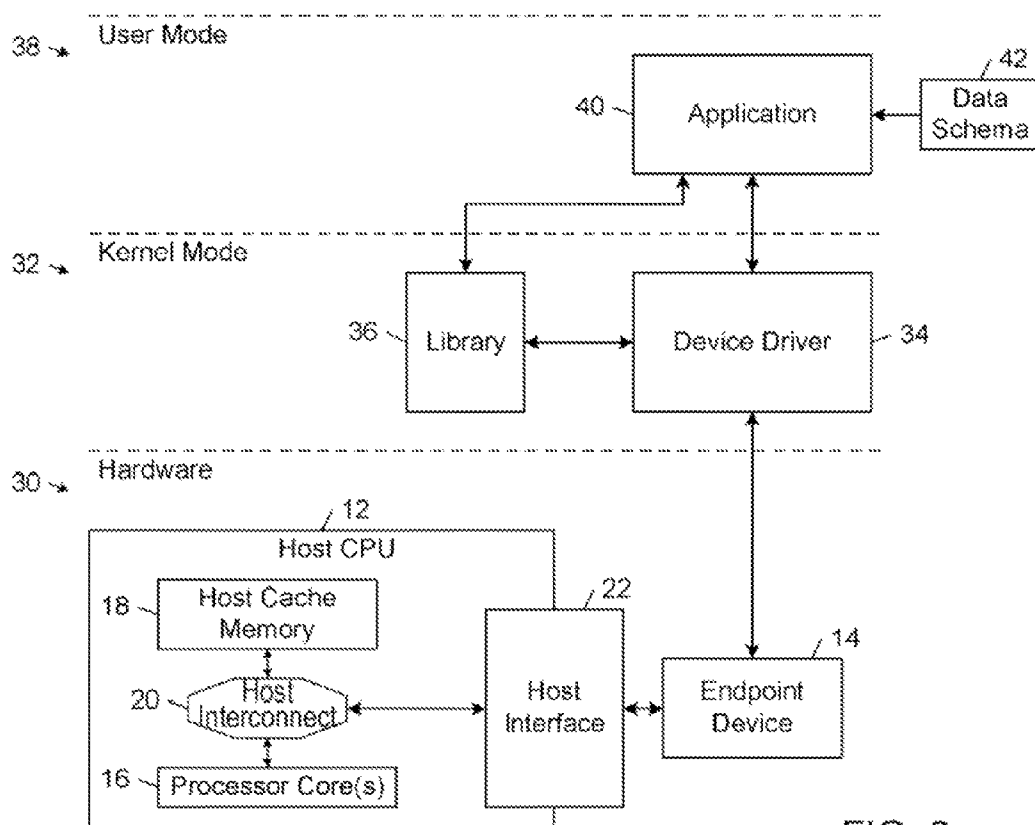 User Mode
38
42
40
Application
Data
Schema
Kernel Mode
32
36
Library
Device Driver
34
Hardware
30
12
Host CPU
18
Host Cache
Memory
22
14
20
Host
Interconnect
Host
Interface
Endpoint
Device
16
Processor Core(s)